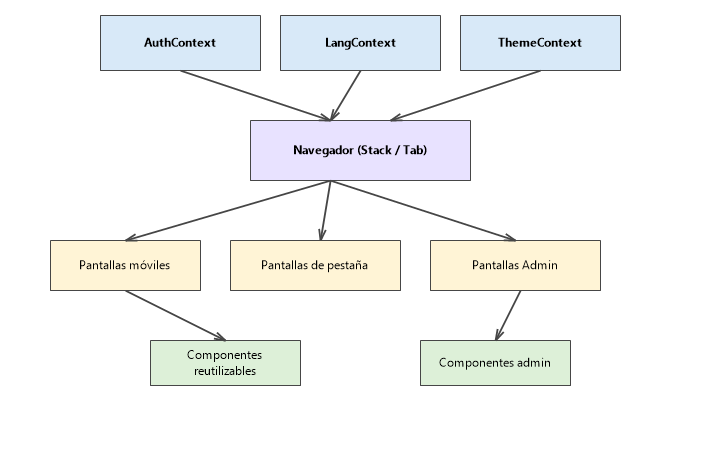 AuthContext
LangContext
ThemeContext
Navegador (Stack / Tab)
Pantallas móviles
Pantallas de pestaña
Pantallas Admin
Componentes
reutilizables
Componentes admin